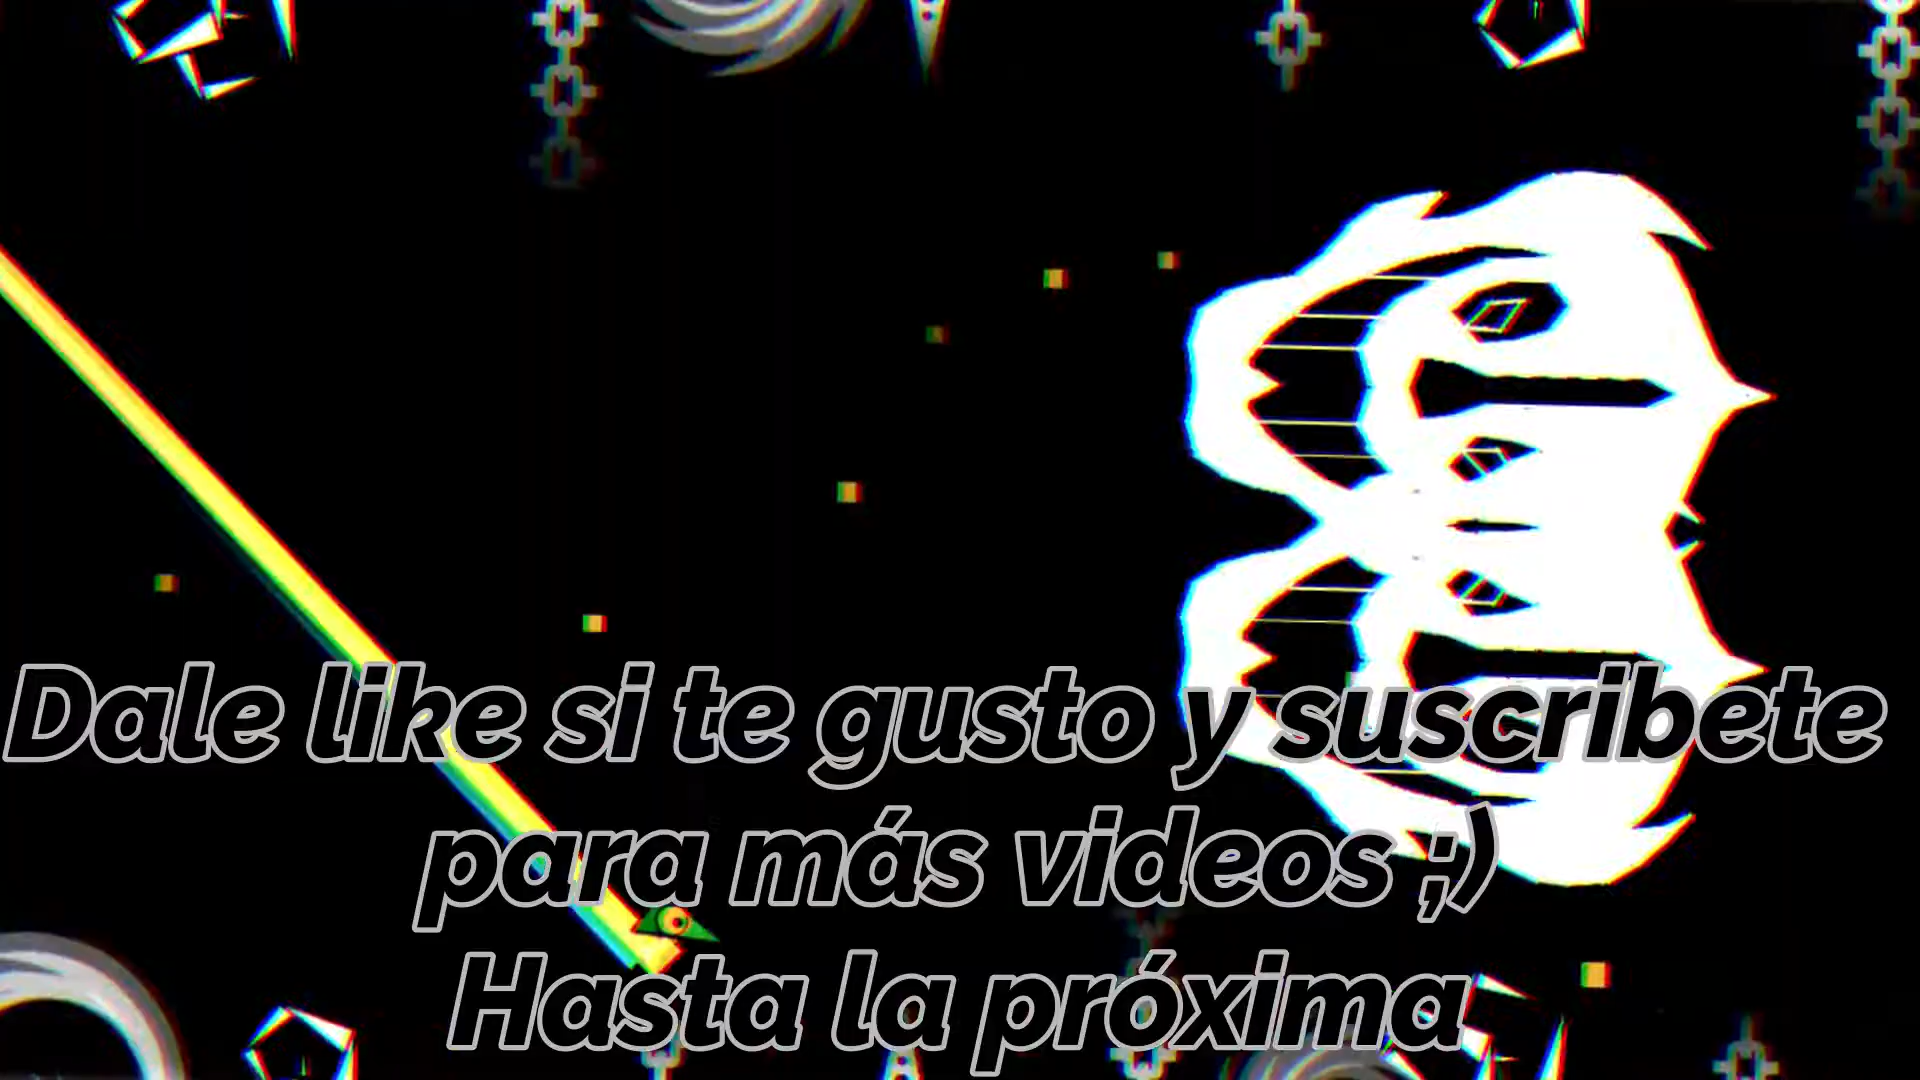 Dale like si te gusto y suscribete
para más videos ;)
Hasta la próxima